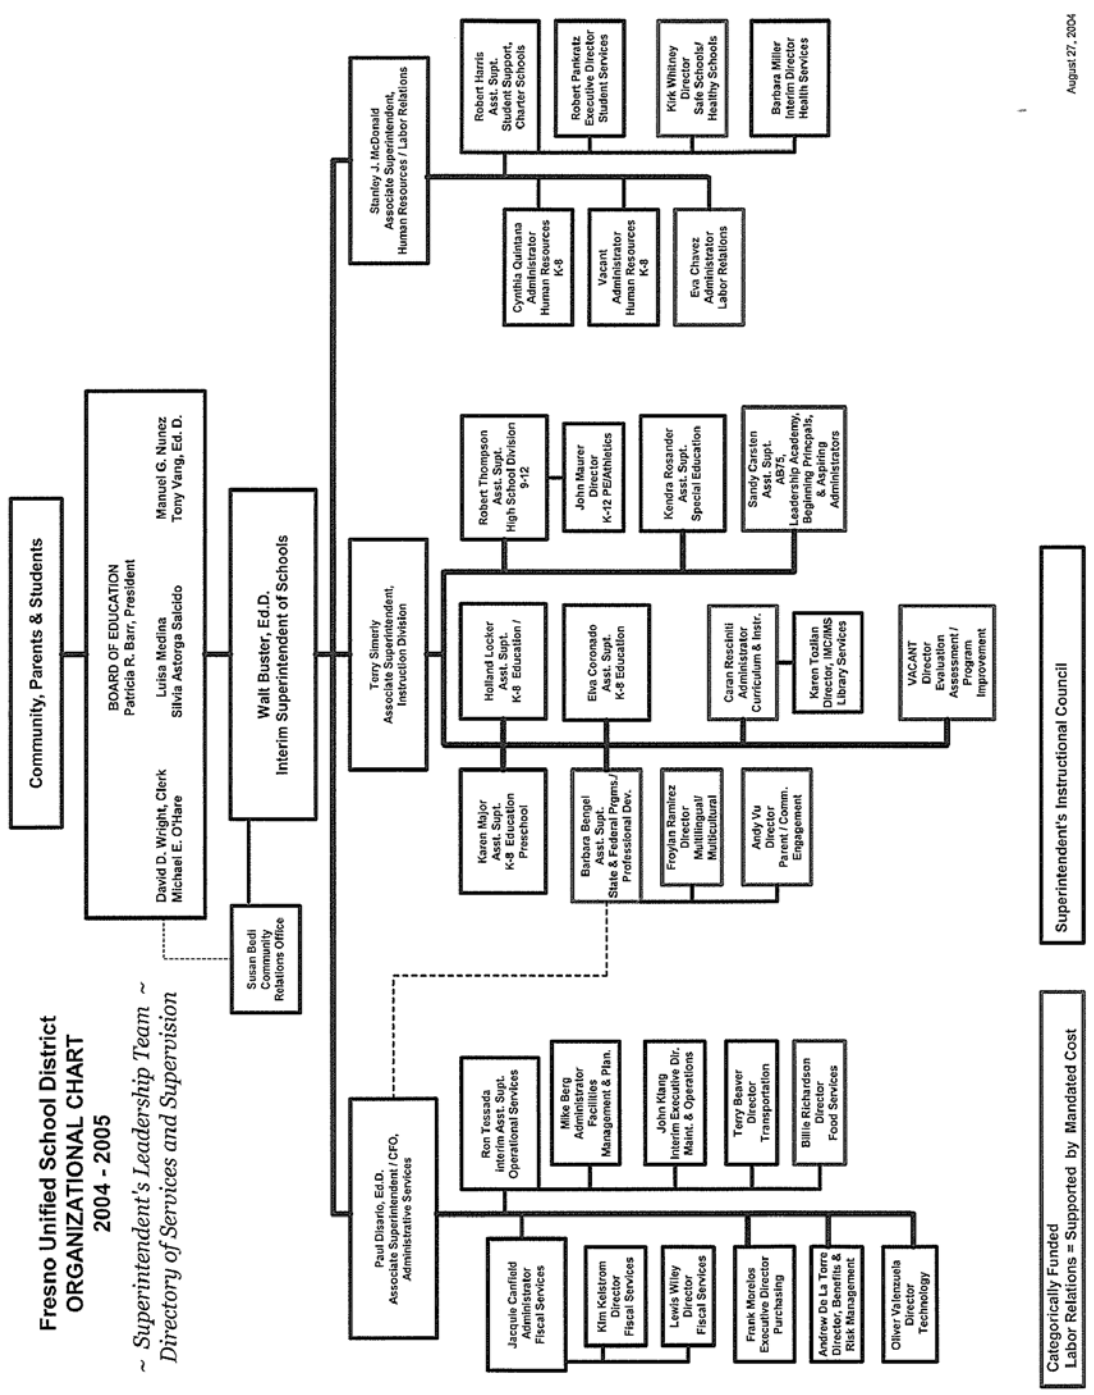 Fresno Unified School District
ORGANIZATIONAL CHART
2004 - 2005
~ Superintendent's Leadership Team ~
Directory of Services and Supervision
Community, Parents & Students
BOARD OF EDUCATION
Patricia R. Barr, President
David D. Wright, Clerk
Michael E. O'Hare
Luisa Medina
Silvia Astorga Salcido
Manuel G. Nunez
Tony Vang, Ed. D.
Susan Bedi
Community
Relations Office
Walt Buster, Ed.D.
Interim Superintendent of Schools
Paul Disario, Ed.D.
Associate Superintendent / CFO,
Administrative Services
Terry Simerly
Associate Superintendent,
Instruction Division
Stanley J. McDonald
Associate Superintendent,
Human Resources / Labor Relations
Jacquie Canfield
Administrator
Fiscal Services
Kim Kelstrom
Director
Fiscal Services
Lewis Wiley
Director
Fiscal Services
Frank Morelos
Executive Director
Purchasing
Andrew De La Torre
Director, Benefits &
Risk Management
Oliver Valenzuela
Director
Technology
Ron Tessada
interim Asst. Supt.
Operational Services
Mike Berg
Administrator
Facilities
Management & Plan.
John Klang
Interim Executive Dir.
Maint. & Operations
Terry Beaver
Director
Transportation
Billie Richardson
Director
Food Services
Karen Major
Asst. Supt.
K-8 Education
Preschool
Barbara Bengel
Asst. Supt.
State & Federal Prgms./
Professional Dev.
Froylan Ramirez
Director
Multilingual/
Multicultural
Andy Vu
Director
Parent / Comm.
Engagement
Holland Locker
Asst. Supt.
K-8 Education /
Elva Coronado
Asst. Supt.
K-8 Education
Caran Resciniti
Administrator
Curriculum & Instr.
Karen Tozlian
Director, IMC/IMS
Library Services
VACANT
Director
Evaluation
Assessment /
Program
Improvement
Robert Thompson
Asst. Supt.
High School Division
9-12
John Maurer
Director
K-12 PE/Athletics
Kendra Rosander
Asst. Supt.
Special Education
Sandy Carsten
Asst. Supt.
AB75,
Leadership Academy,
Beginning Princpals,
& Aspiring
Administrators
Cynthia Quintana
Administrator
Human Resources
K-8
Vacant
Administrator
Human Resources
K-8
Eva Chavez
Administrator
Labor Relations
Robert Harris
Asst. Supt.
Student Support,
Charter Schools
Robert Pankratz
Executive Director
Student Services
Kirk Whitney
Director
Safe Schools/
Healthy Schools
Barbara Miller
Interim Director
Health Services
Categorically Funded
Labor Relations = Supported by Mandated Cost
Superintendent's Instructional Council
August 27, 2004